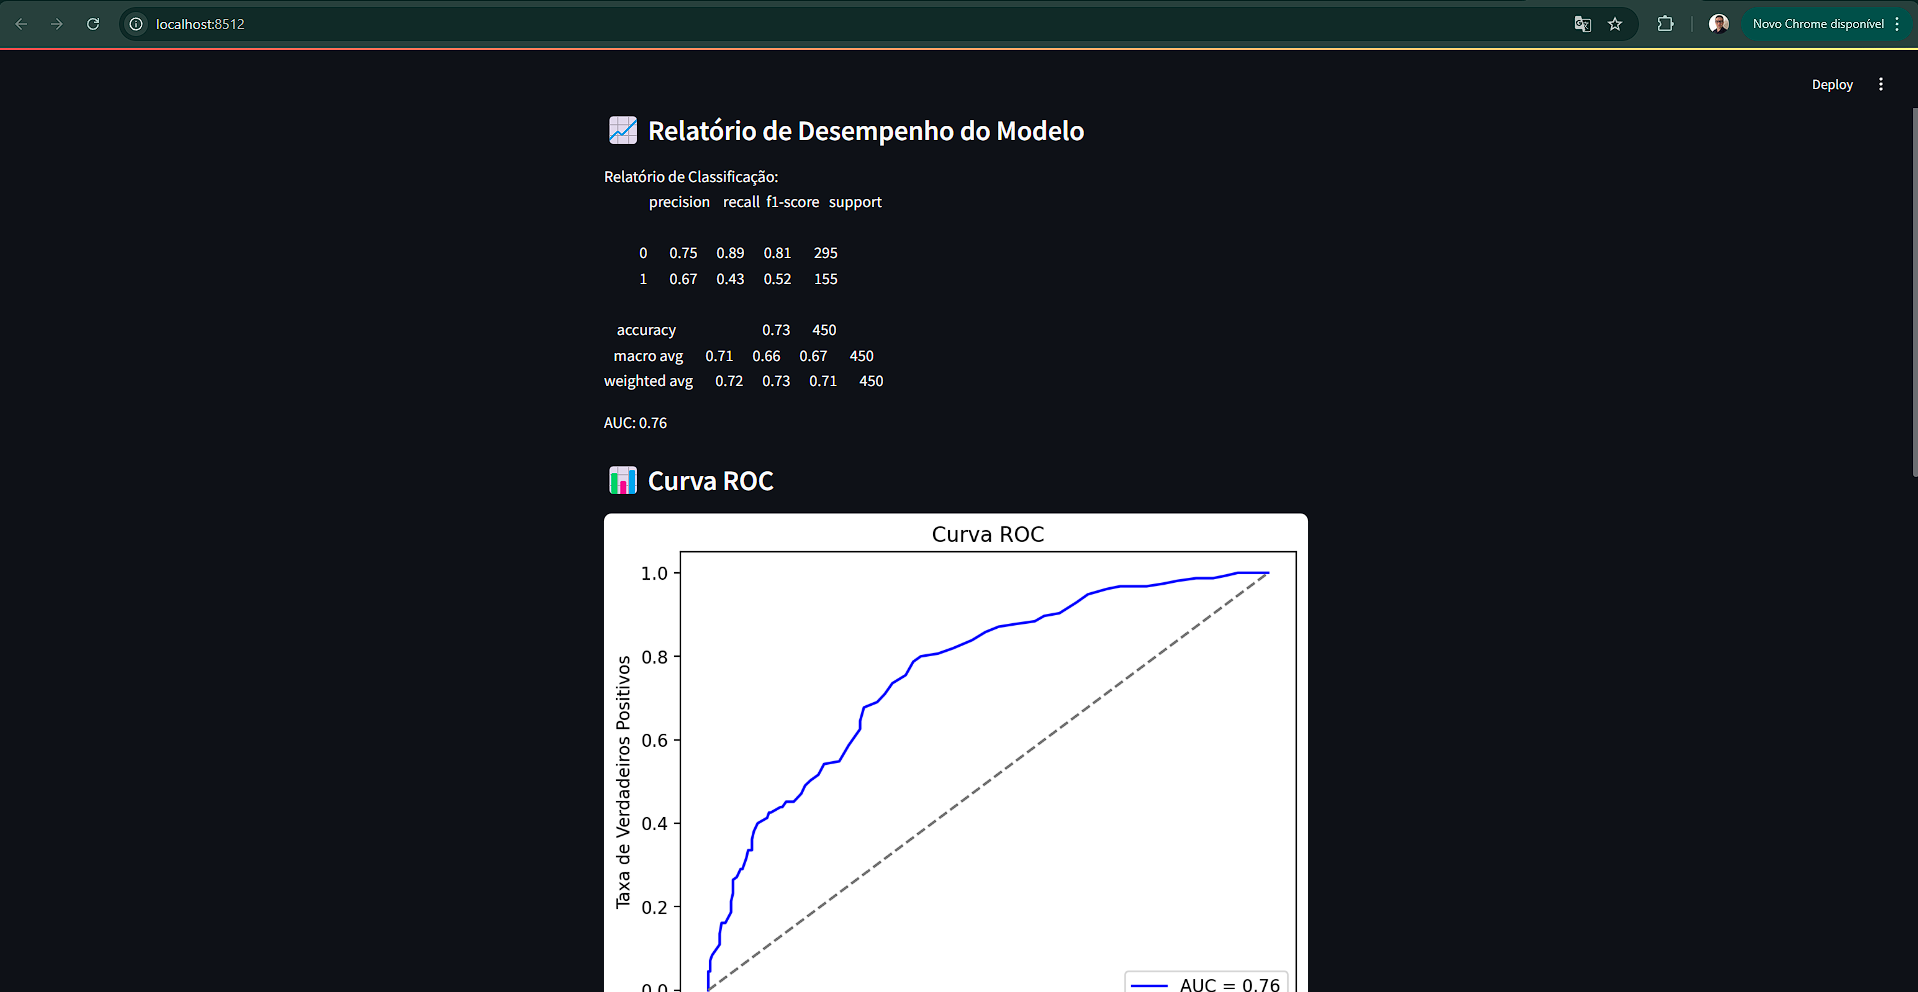 localhost:8512
Novo Chrome disponível
Deploy
Relatório de Desempenho do Modelo
Relatório de Classificação:
precision recall f1-score support
0 0.75 0.89 0.81 295
1 0.67 0.43 0.52 155
accuracy 0.73 450
macro avg 0.71 0.66 0.67 450
weighted avg 0.72 0.73 0.71 450
AUC: 0.76
Curva ROC
Curva ROC
1.0
0.8
0.6
0.4
0.2
0.0
Taxa de Verdadeiros Positivos
AUC = 0.76